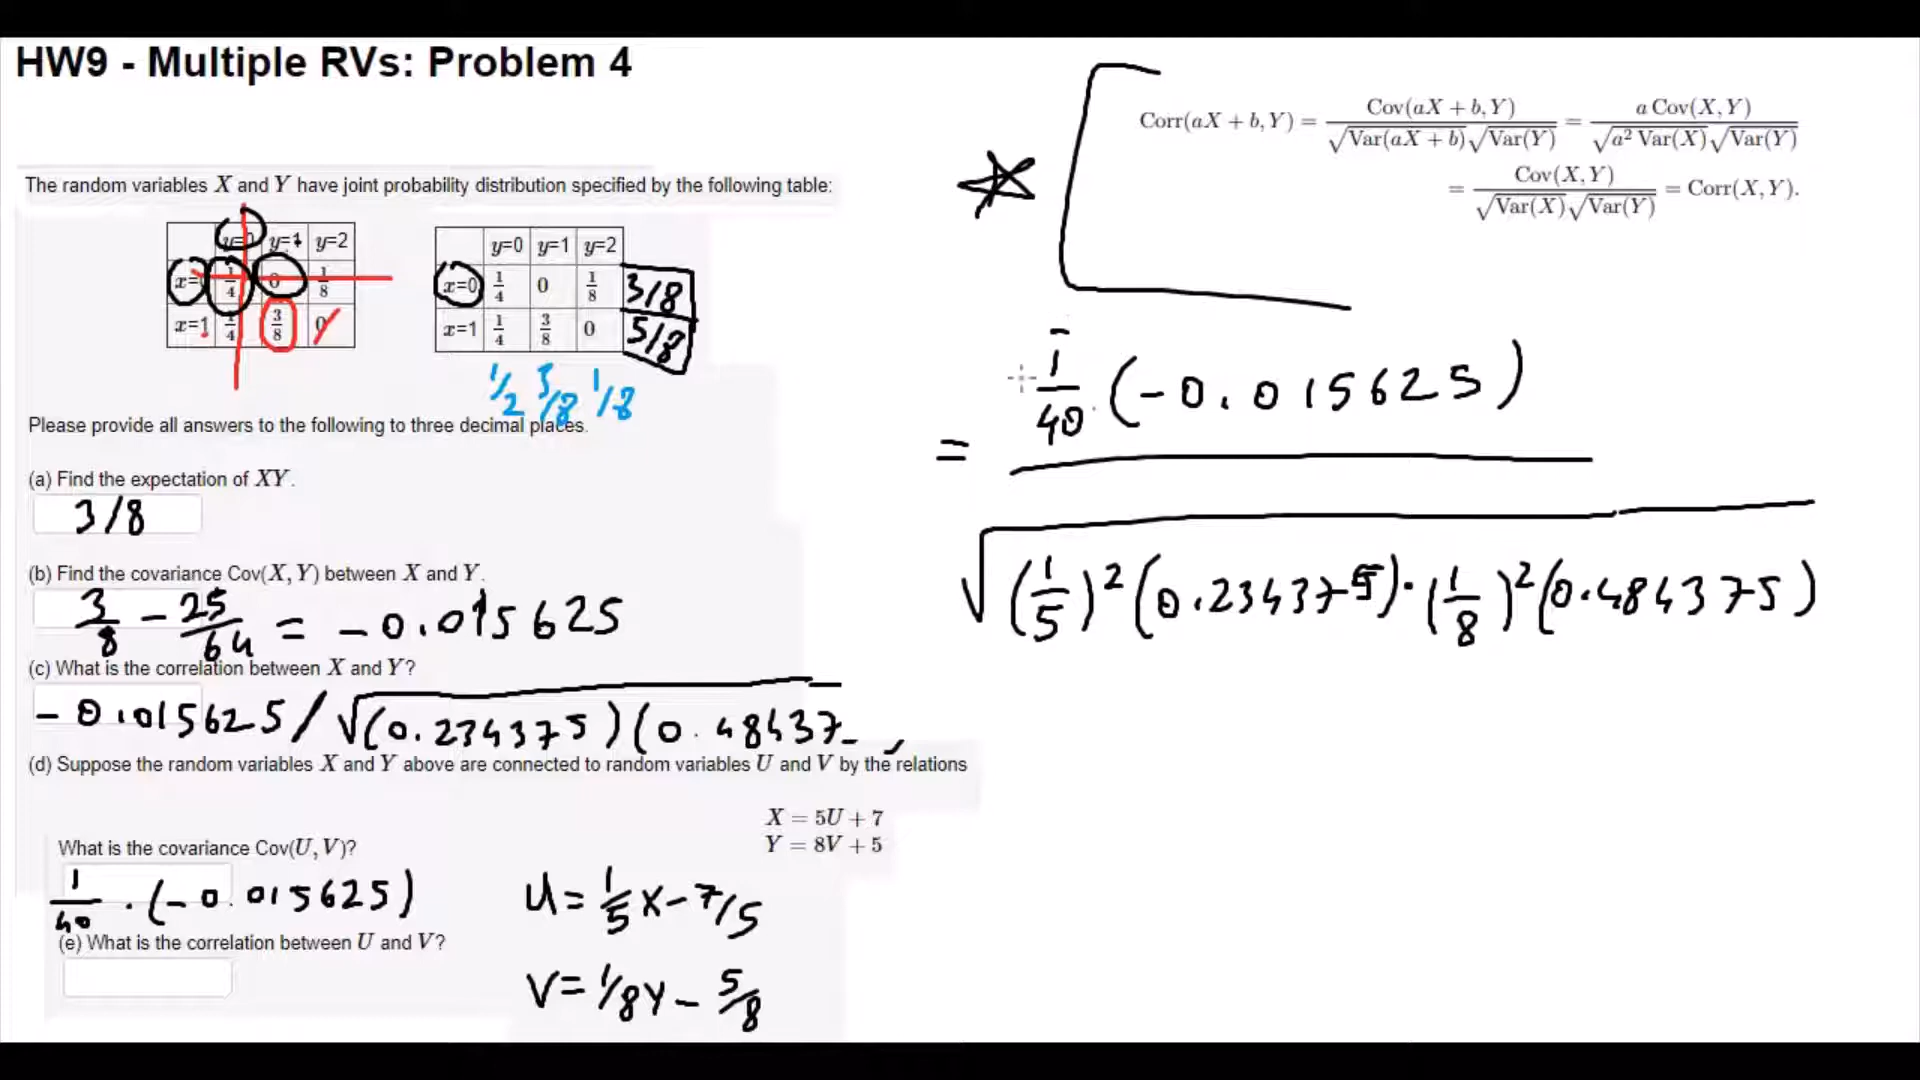 HW9 - Multiple RVs: Problem 4
The random variables X and Y have joint probability distribution specified by the following table:
y=0 y=1 y=2
x=0 1/4 0 1/8
x=1 1/4 3/8 0
y=0 y=1 y=2
x=0 1/4 0 1/8 3/8
x=1 1/4 3/8 0 5/8
1/2 3/8 1/8
Please provide all answers to the following to three decimal places.
(a) Find the expectation of XY.
3/8
(b) Find the covariance Cov(X, Y) between X and Y.
3/8 - 25/64 = -0.015625
(c) What is the correlation between X and Y?
-0.015625/√(0.234375)(0.48437
(d) Suppose the random variables X and Y above are connected to random variables U and V by the relations
X = 5U + 7
Y = 8V + 5
What is the covariance Cov(U, V)?
1/40 · (-0.015625)
U = 1/5 X - 7/5
(e) What is the correlation between U and V?
V = 1/8 Y - 5/8
Corr(aX + b, Y) = Cov(aX + b, Y) / √Var(aX + b)√Var(Y) = a Cov(X, Y) / √a² Var(X)√Var(Y)
= Cov(X, Y) / √Var(X)√Var(Y) = Corr(X, Y).
= 1/40 (-0.015625)
√(1/5)²(0.234375)·(1/8)²(0.484375)